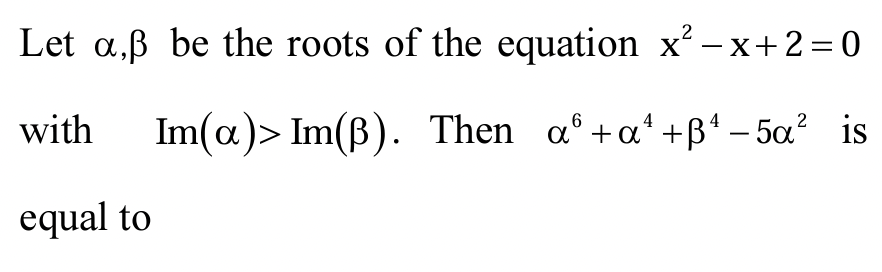 Let α,β be the roots of the equation x² – x + 2 = 0
with Im(α) > Im(β). Then α⁶ + α⁴ + β⁴ – 5α² is
equal to